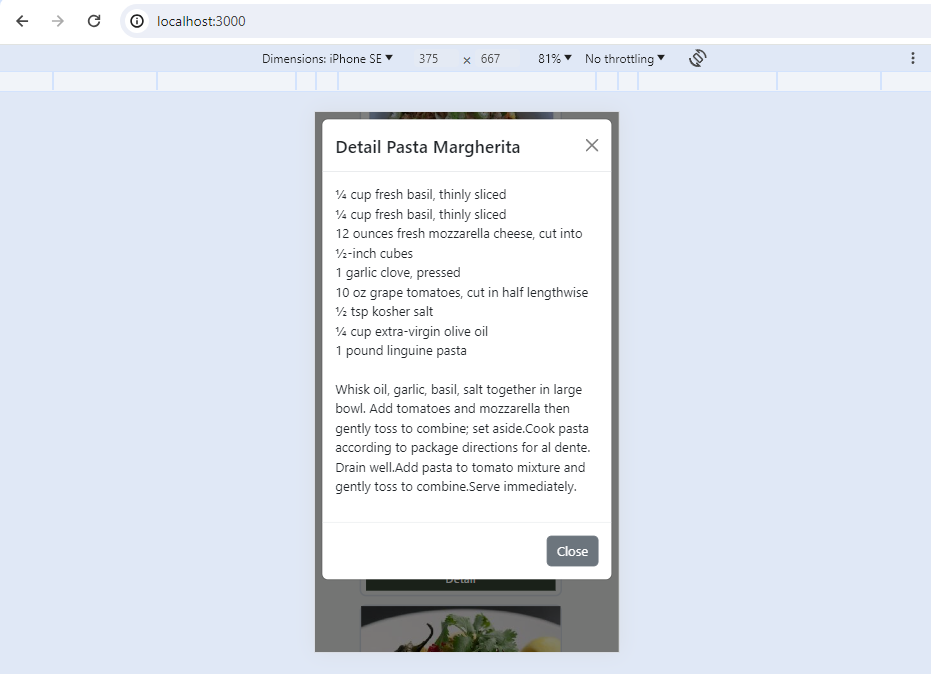 localhost:3000
Dimensions: iPhone SE 375 × 667 81% No throttling
Detail Pasta Margherita
¼ cup fresh basil, thinly sliced
¼ cup fresh basil, thinly sliced
12 ounces fresh mozzarella cheese, cut into
½-inch cubes
1 garlic clove, pressed
10 oz grape tomatoes, cut in half lengthwise
½ tsp kosher salt
¼ cup extra-virgin olive oil
1 pound linguine pasta
Whisk oil, garlic, basil, salt together in large
bowl. Add tomatoes and mozzarella then
gently toss to combine; set aside.Cook pasta
according to package directions for al dente.
Drain well.Add pasta to tomato mixture and
gently toss to combine.Serve immediately.
Close
Detail